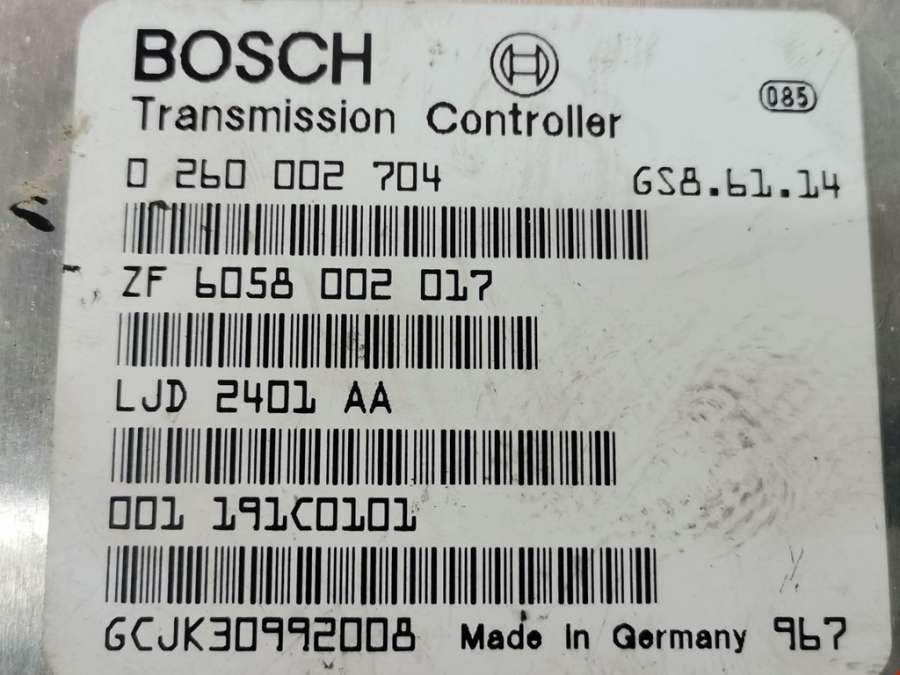 BOSCH
085
Transmission Controller
0 260 002 704 GS8.61.14
ZF 6058 002 017
LJD 2401 AA
001 191C0101
GCJK30992008 Made in Germany 967